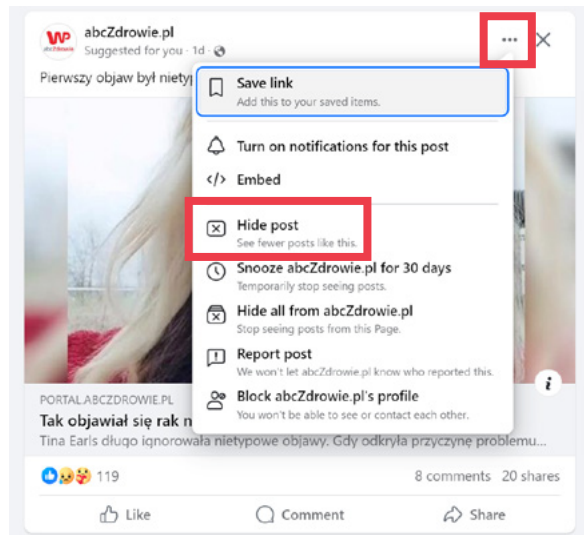 abcZdrowie.pl
Suggested for you · 1d ·
Pierwszy objaw był
Save link
Add this to your saved items.
Turn on notifications for this post
</> Embed
Hide post
See fewer posts like this.
Snooze abcZdrowie.pl for 30 days
Temporarily stop seeing posts.
Hide all from abcZdrowie.pl
Stop seeing posts from this Page.
Report post
We won't let abcZdrowie.pl know who reported this.
Block abcZdrowie.pl's profile
You won't be able to see or contact each other.
PORTAL.ABCZDROWIE.PL
Tak objawiał się rak
Tina Earls długo ignorowała nietypowe objawy. Gdy odkryła przyczynę problemu...
119
8 comments 20 shares
Like Comment Share